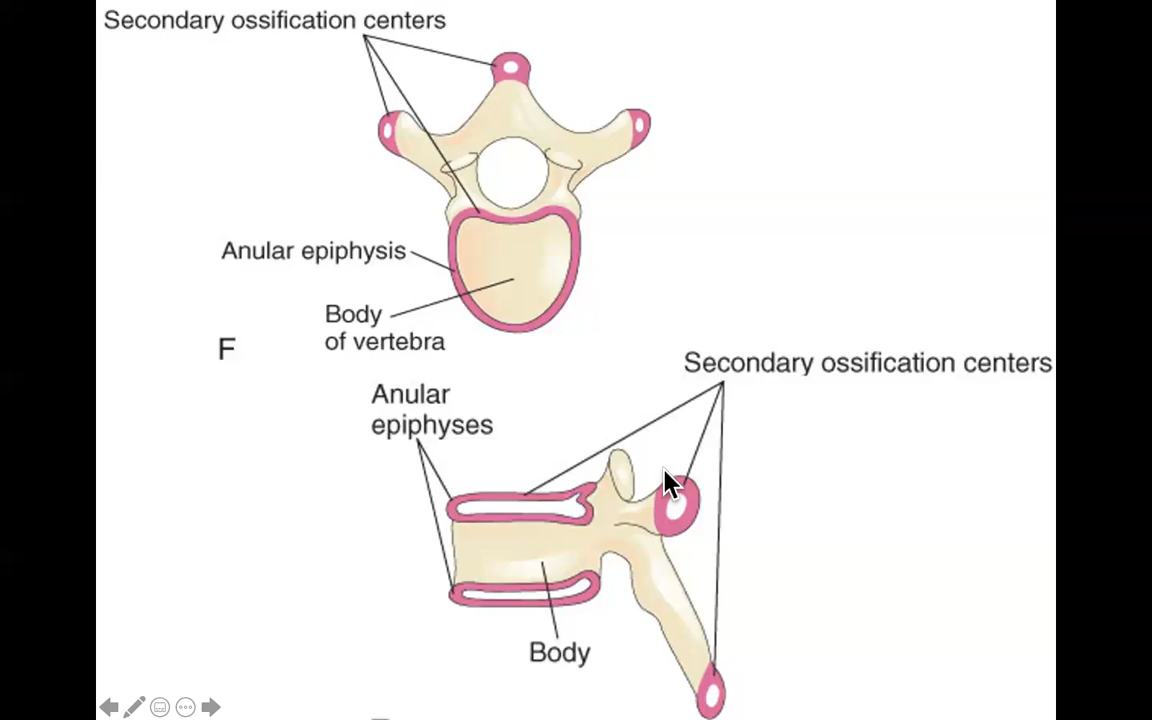 Secondary ossification centers
Anular epiphysis
Body
of vertebra
F
Secondary ossification centers
Anular
epiphyses
Body